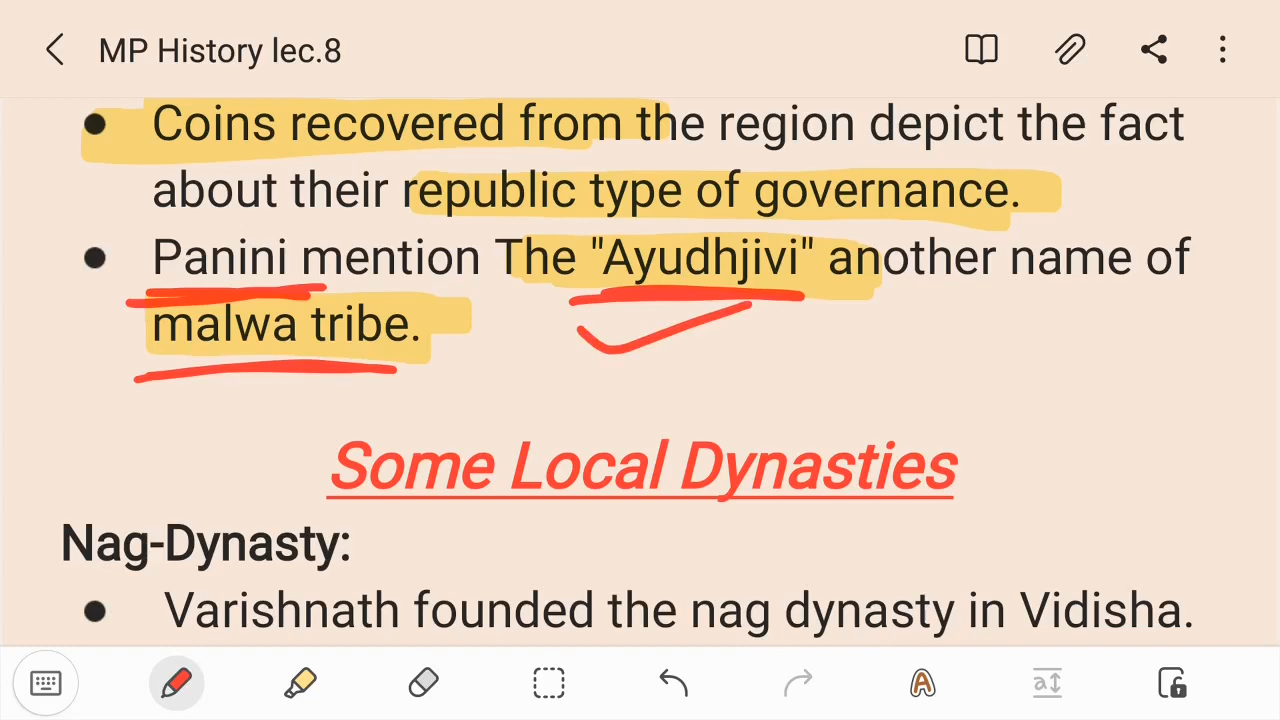 MP History lec.8
Coins recovered from the region depict the fact
about their republic type of governance.
Panini mention The "Ayudhjivi" another name of
malwa tribe.
Some Local Dynasties
Nag-Dynasty:
Varishnath founded the nag dynasty in Vidisha.